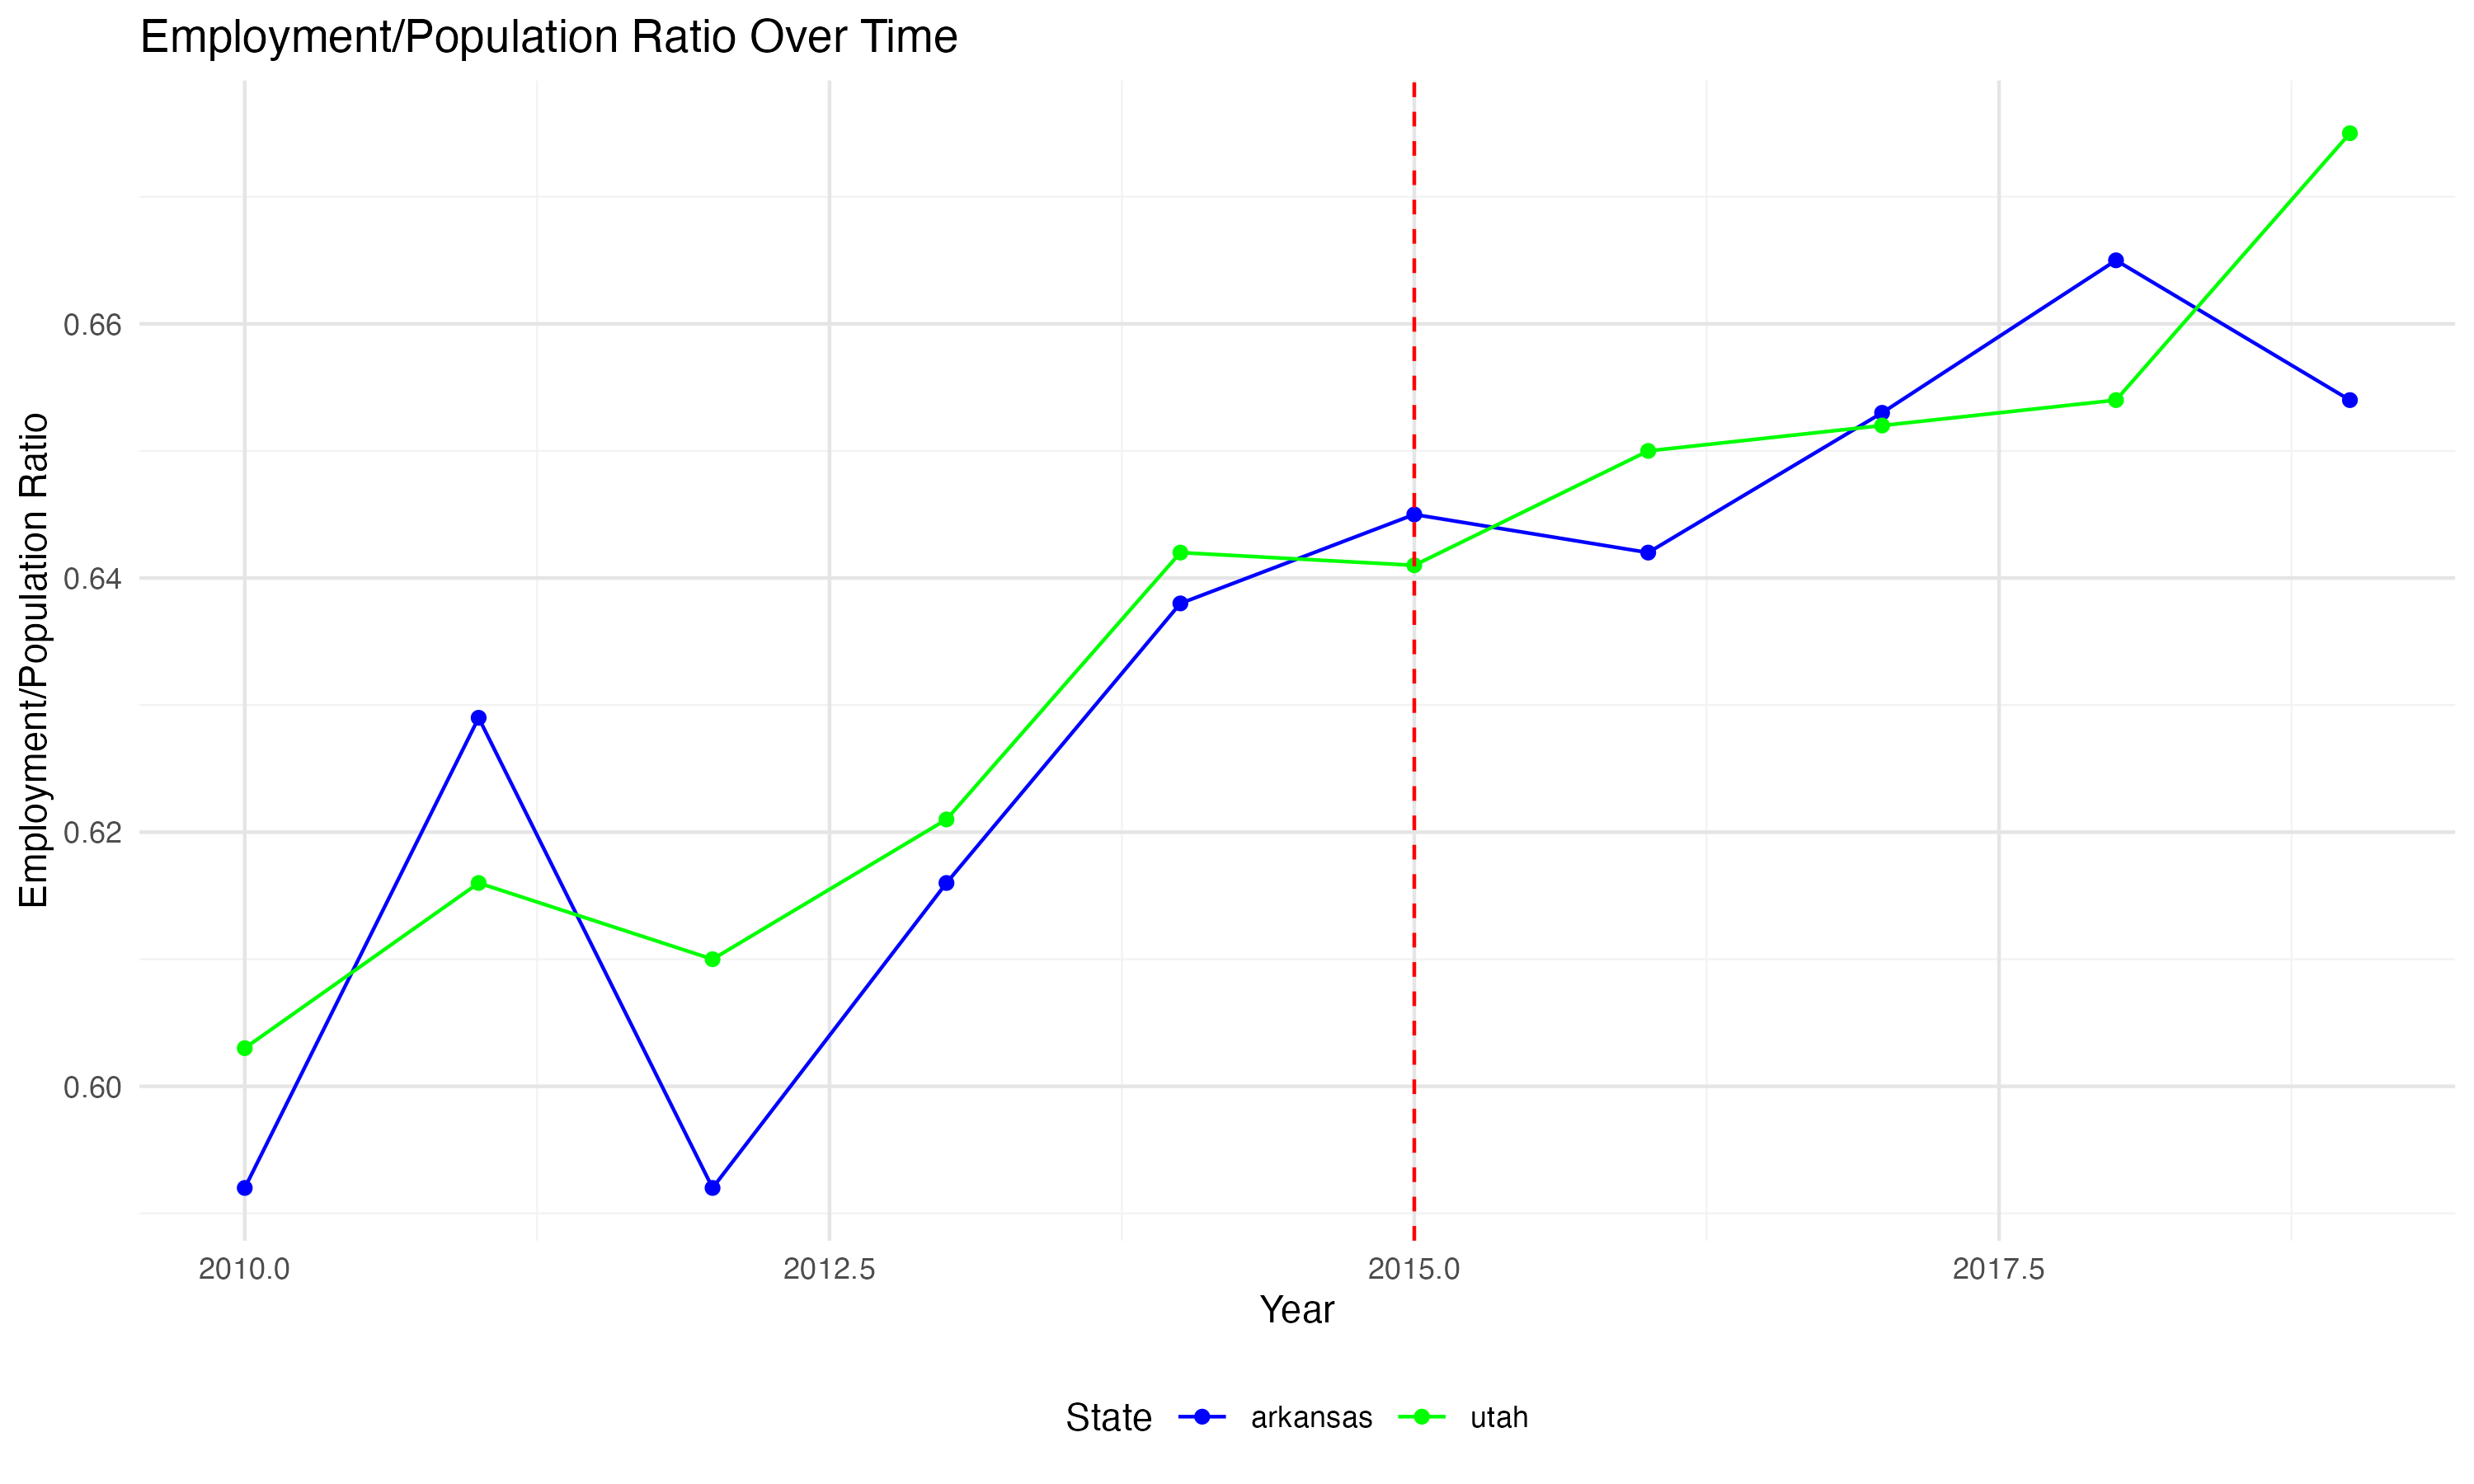 Employment/Population Ratio Over Time
Employment/Population Ratio
0.66
0.64
0.62
0.60
2010.0 2012.5 2015.0 2017.5
Year
State arkansas utah